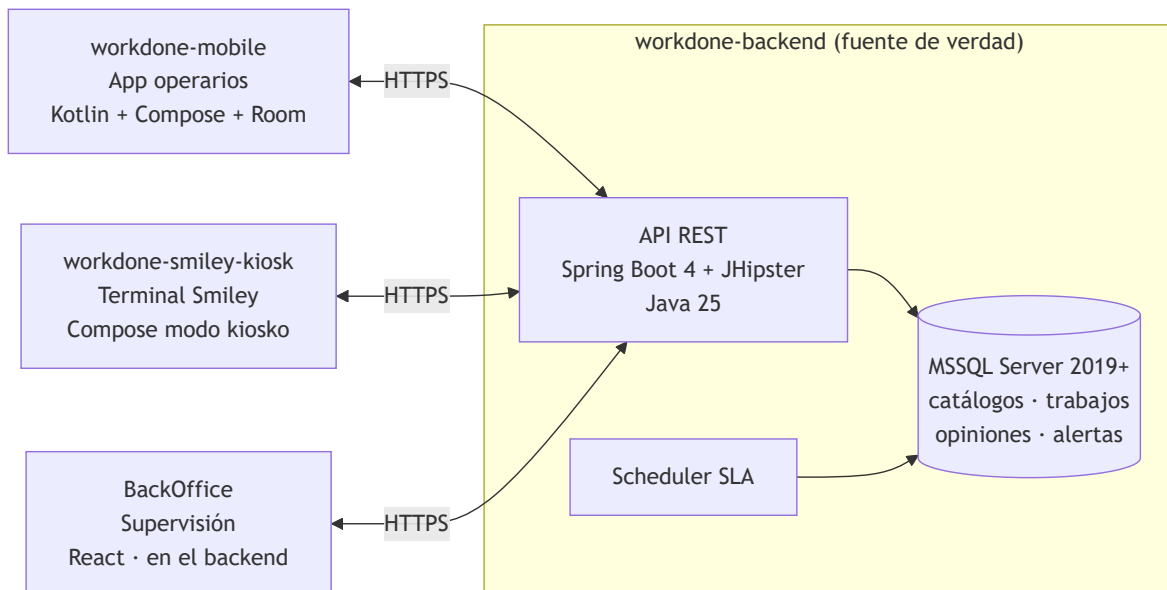 workdone-mobile
App operarios
Kotlin + Compose + Room
HTTPS
workdone-smiley-kiosk
Terminal Smiley
Compose modo kiosko
HTTPS
BackOffice
Supervisión
React · en el backend
HTTPS
workdone-backend (fuente de verdad)
API REST
Spring Boot 4 + JHipster
Java 25
Scheduler SLA
MSSQL Server 2019+
catálogos · trabajos
opiniones · alertas